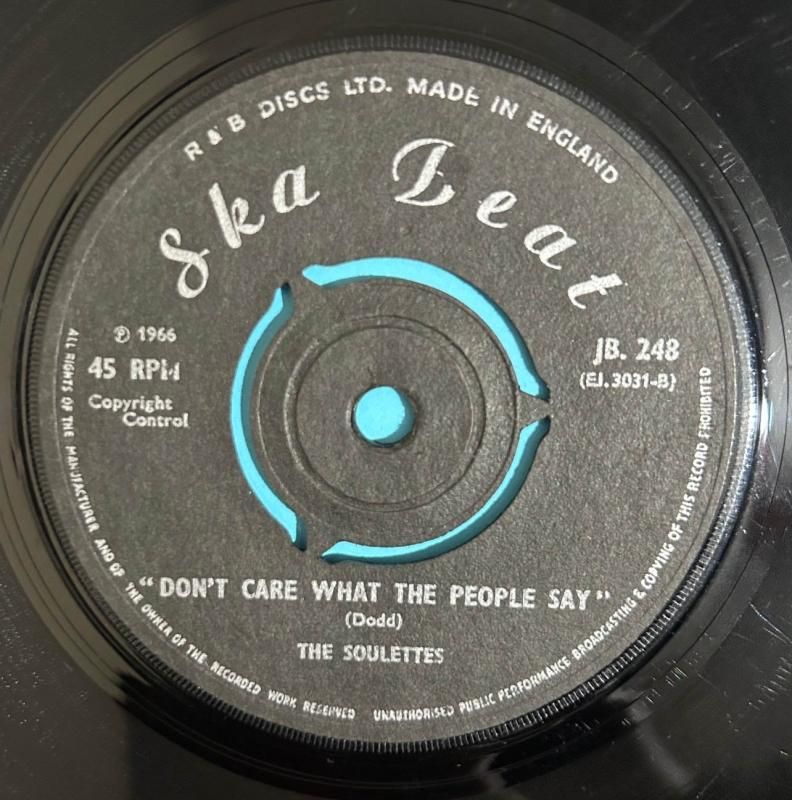 R & B DISCS LTD. MADE IN ENGLAND
Ska Beat
℗ 1966
45 RPM
Copyright
Control
JB. 248
(EJ. 3031-B)
"DON'T CARE WHAT THE PEOPLE SAY"
(Dodd)
THE SOULETTES
ALL RIGHTS OF THE MANUFACTURER AND OF THE OWNER OF THE RECORDED WORK RESERVED UNAUTHORISED PUBLIC PERFORMANCE BROADCASTING & COPYING OF THIS RECORD PROHIBITED